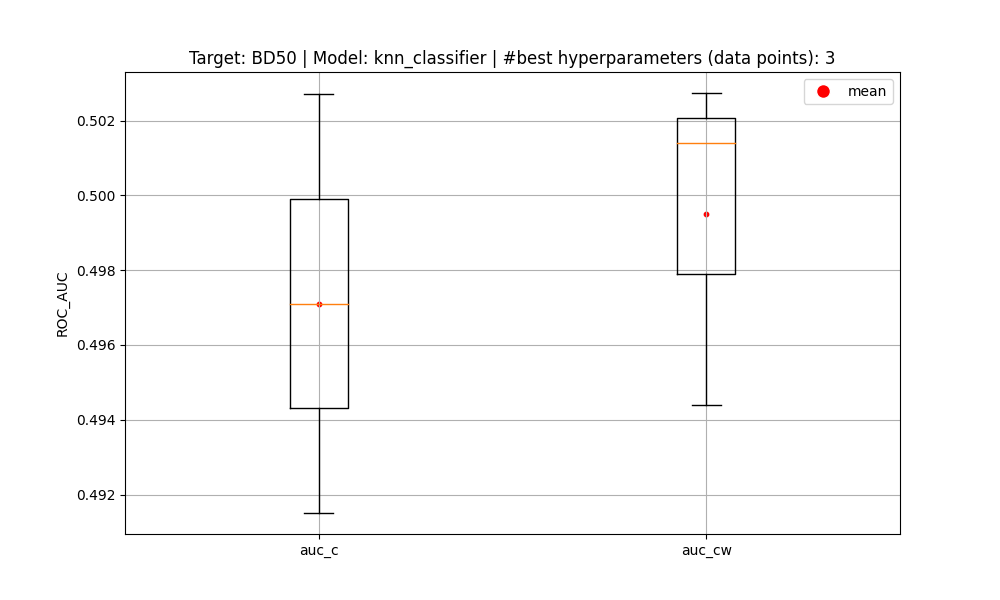 Target: BD50 | Model: knn_classifier | #best hyperparameters (data points): 3
mean
0.502
0.500
0.498
0.496
0.494
0.492
ROC_AUC
auc_c
auc_cw